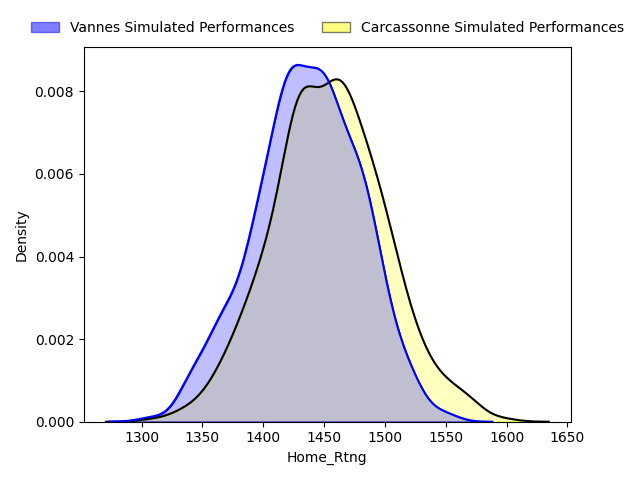 Vannes Simulated Performances Carcassonne Simulated Performances
0.008
0.006
0.004
0.002
0.000
Density
1300 1350 1400 1450 1500 1550 1600 1650
Home_Rtng